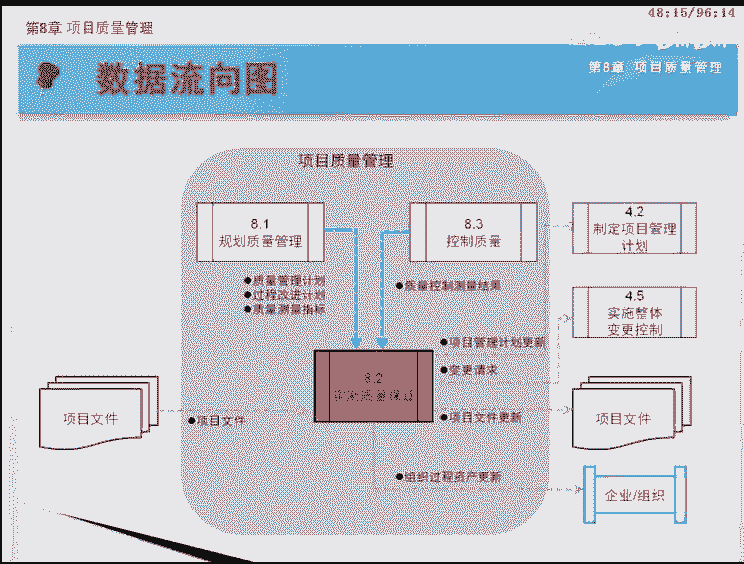 48:15/96:14
第8章 项目质量管理
数据流向图
第8章 项目质量管理
项目质量管理
8.1
规划质量管理
8.3
控制质量
4.2
制定项目管理
计划
●质量管理计划
●过程改进计划
●质量测量指标
●质量控制测量结果
4.5
实施整体
变更控制
●项目管理计划更新
●变更请求
8.2
实施质量保证
项目文件
●项目文件
●项目文件更新
项目文件
●组织过程资产更新
企业/组织